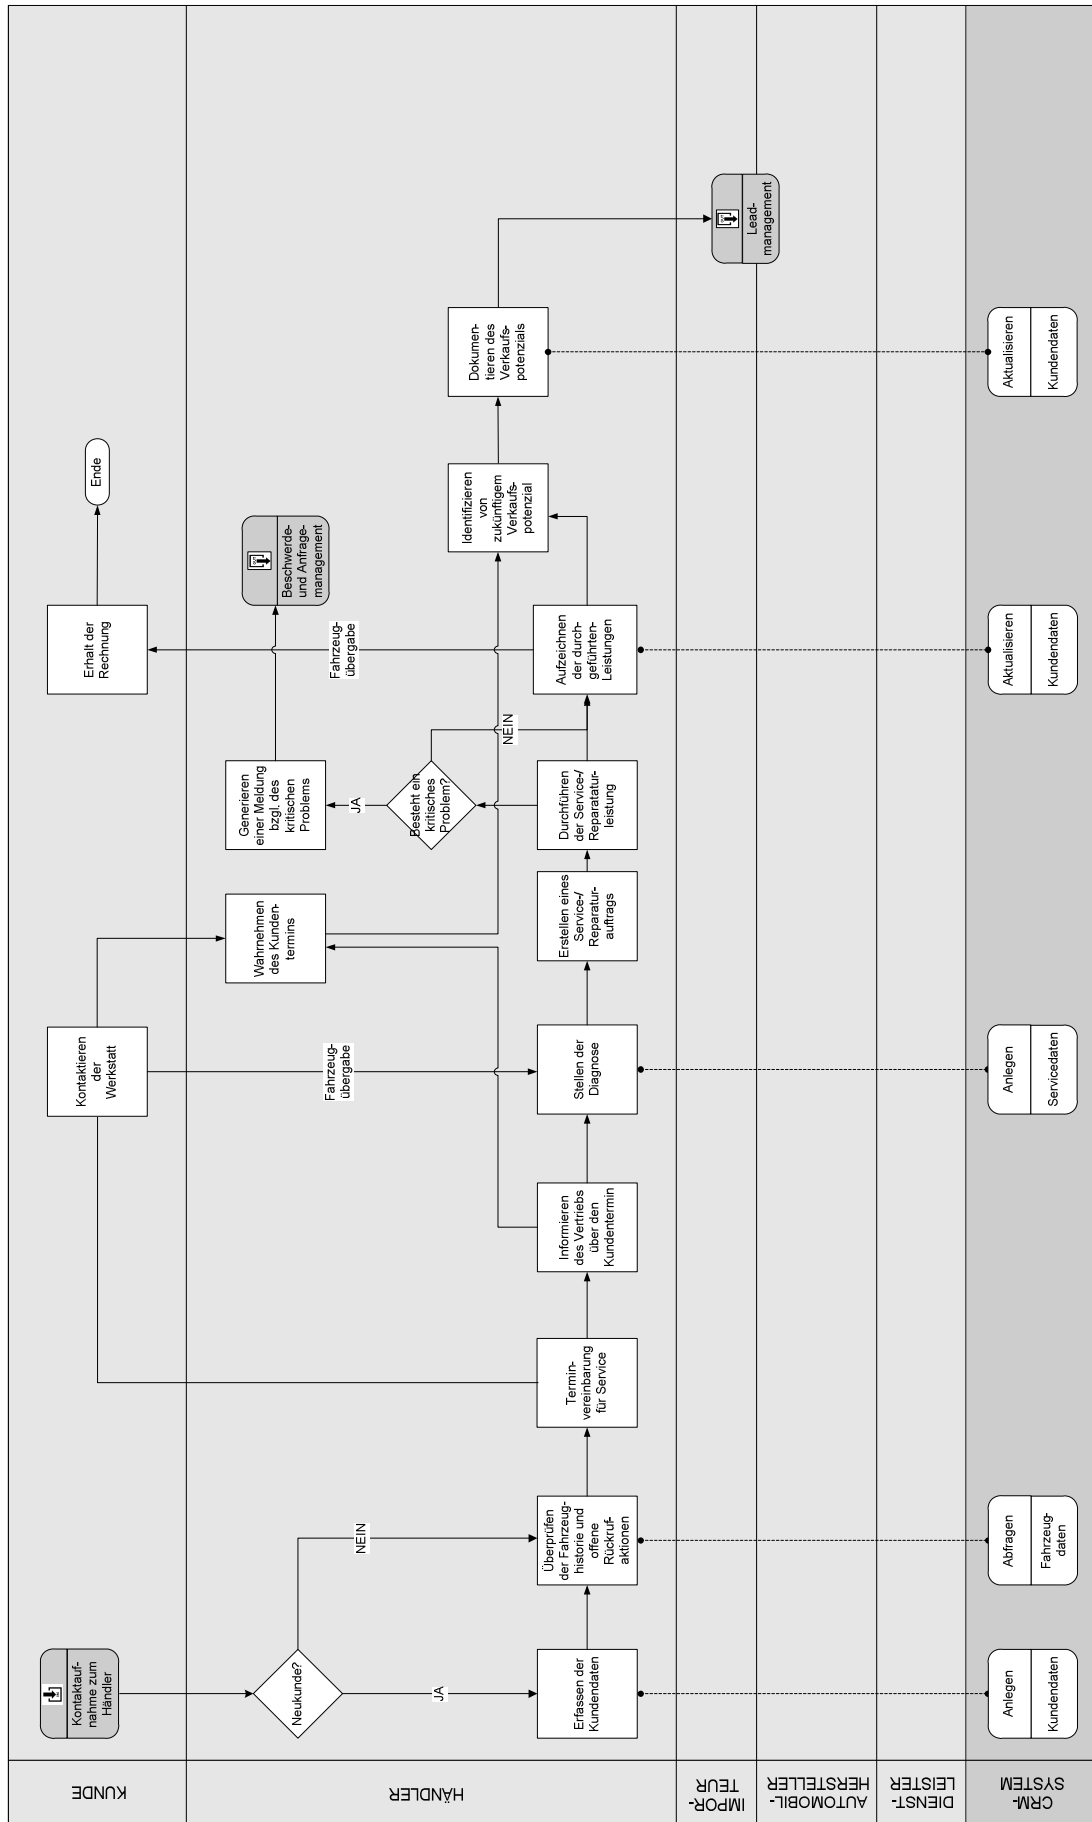 KUNDE
Kontaktauf-
nahme zum
Händler
Kontaktieren
der
Werkstatt
Erhalt der
Rechnung
Ende
HÄNDLER
Neukunde?
JA
NEIN
Erfassen der
Kundendaten
Überprüfen
der Fahrzeug-
historie und
offene
Rückruf-
aktionen
Termin-
vereinbarung
für Service
Informieren
des Vertriebs
über den
Kundentermin
Fahrzeug-
übergabe
Stellen der
Diagnose
Wahrnehmen
des Kunden-
termins
Erstellen eines
Service-/
Reparatur-
auftrags
Durchführen
der Service-/
Reparatatur-
leistung
Besteht ein
kritisches
Problem?
JA
NEIN
Generieren
einer Meldung
bzgl. des
kritischen
Problems
Beschwerde-
und Anfrage-
management
Fahrzeug-
übergabe
Aufzeichnen
der durch-
geführten-
Leistungen
Identifizieren
von
zukünftigem
Verkaufs-
potenzial
Dokumen-
tieren des
Verkaufs-
potenzials
IMPOR-
TEUR
Lead-
management
AUTOMOBIL-
HERSTELLER
DIENST-
LEISTER
CRM-
SYSTEM
Anlegen
Kundendaten
Abfragen
Fahrzeug-
daten
Anlegen
Servicedaten
Aktualisieren
Kundendaten
Aktualisieren
Kundendaten